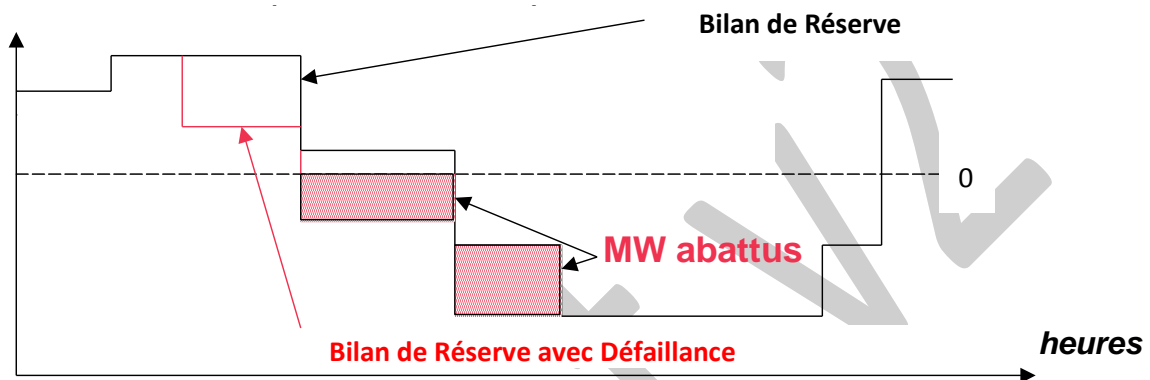 Bilan de Réserve
0
MW abattus
Bilan de Réserve avec Défaillance
heures